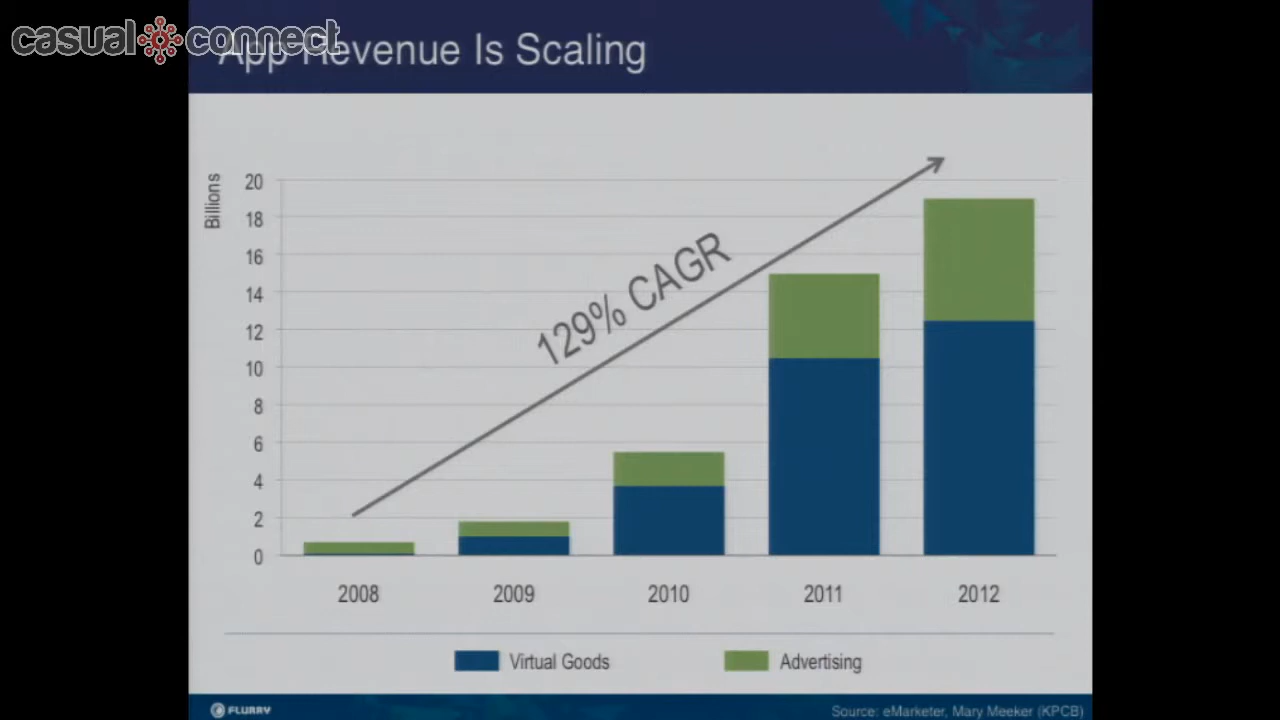 casual connect
App Revenue Is Scaling
Billions
20
18
16
14
12
10
8
6
4
2
0
129% CAGR
2008 2009 2010 2011 2012
Virtual Goods Advertising
FLURRY
Source: eMarketer, Mary Meeker (KPCB)